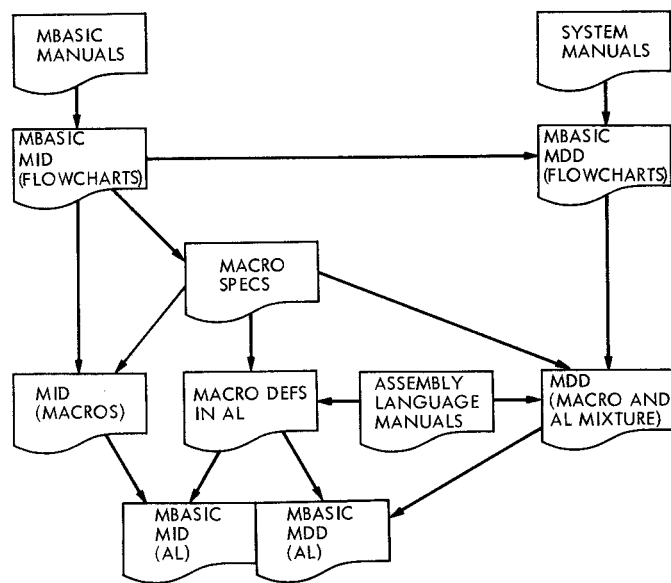 MBASIC
MANUALS
SYSTEM
MANUALS
MBASIC
MID
(FLOWCHARTS)
MBASIC
MDD
(FLOWCHARTS)
MACRO
SPECS
MID
(MACROS)
MACRO DEFS
IN AL
ASSEMBLY
LANGUAGE
MANUALS
MDD
(MACRO AND
AL MIXTURE)
MBASIC
MID
(AL)
MBASIC
MDD
(AL)